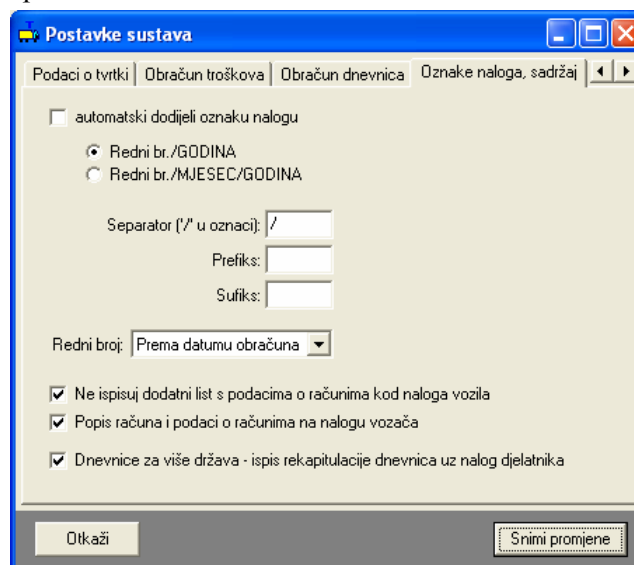 Postavke sustava
Podaci o tvrtki Obračun troškova Obračun dnevnica Oznake naloga, sadržaj
automatski dodijeli oznaku nalogu
Redni br./GODINA
Redni br./MJESEC/GODINA
Separator ('/' u oznaci): /
Prefiks:
Sufiks:
Redni broj: Prema datumu obračuna
Ne ispisuj dodatni list s podacima o računima kod naloga vozila
Popis računa i podaci o računima na nalogu vozača
Dnevnice za više država - ispis rekapitulacije dnevnica uz nalog djelatnika
Otkaži Snimi promjene